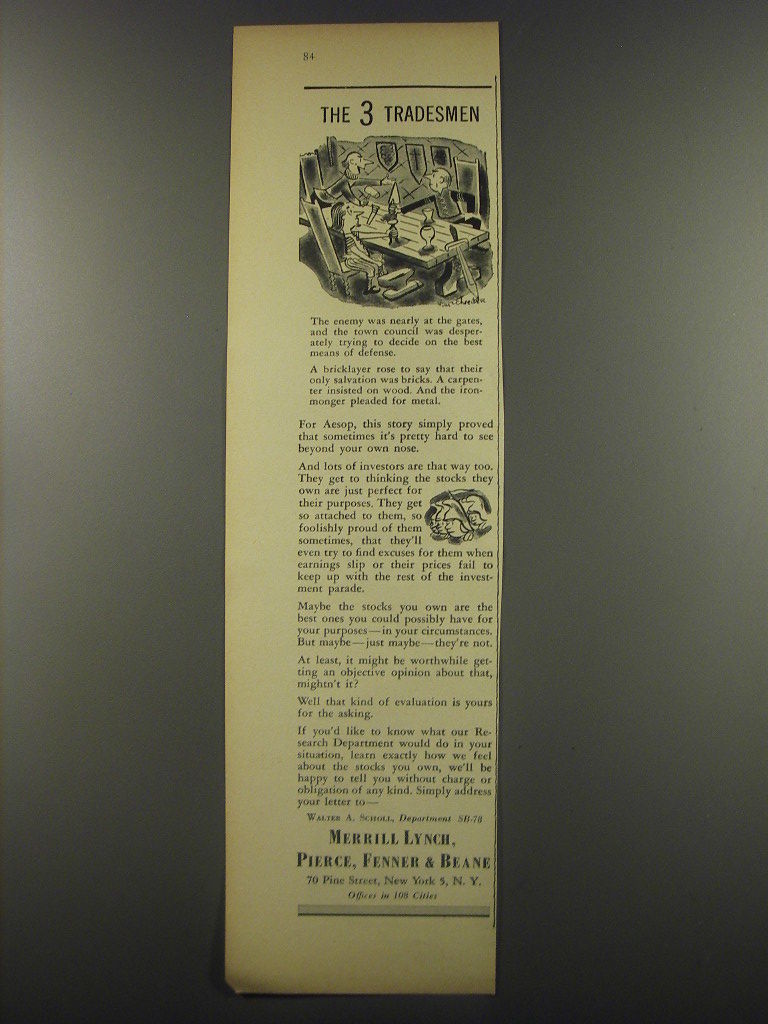 84
THE 3 TRADESMEN
The enemy was nearly at the gates,
and the town council was desper-
ately trying to decide on the best
means of defense.
A bricklayer rose to say that their
only salvation was bricks. A carpen-
ter insisted on wood. And the iron-
monger pleaded for metal.
For Aesop, this story simply proved
that sometimes it's pretty hard to see
beyond your own nose.
And lots of investors are that way too.
They get to thinking the stocks they
own are just perfect for
their purposes. They get
so attached to them, so
foolishly proud of them
sometimes, that they'll
even try to find excuses for them when
earnings slip or their prices fail to
keep up with the rest of the invest-
ment parade.
Maybe the stocks you own are the
best ones you could possibly have for
your purposes—in your circumstances.
But maybe—just maybe—they're not.
At least, it might be worthwhile get-
ting an objective opinion about that,
mightn't it?
Well that kind of evaluation is yours
for the asking.
If you'd like to know what our Re-
search Department would do in your
situation, learn exactly how we feel
about the stocks you own, we'll be
happy to tell you without charge or
obligation of any kind. Simply address
your letter to—
WALTER A. SCHOLL, Department SB-78
MERRILL LYNCH,
PIERCE, FENNER & BEANE
70 Pine Street, New York 5, N. Y.
Offices in 108 Cities